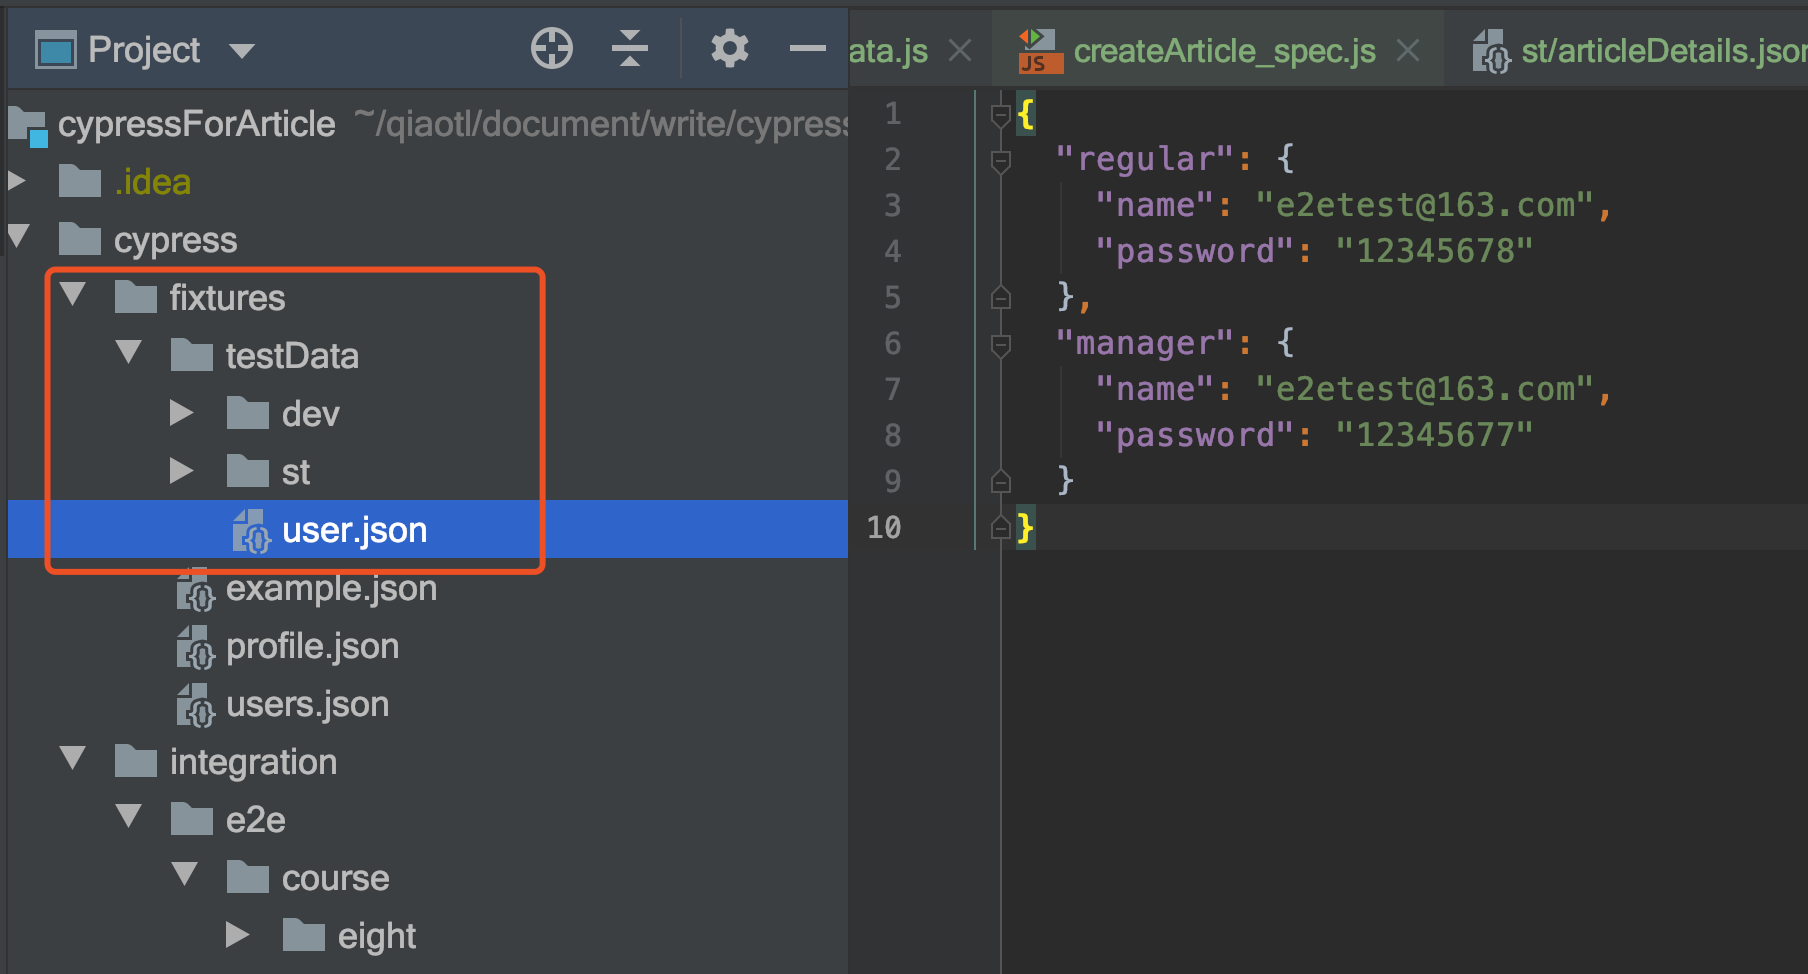 Project
cypressForArticle ~/qiaotl/document/write/cypress
.idea
cypress
fixtures
testData
dev
st
user.json
example.json
profile.json
users.json
integration
e2e
course
eight
ata.js
createArticle_spec.js
st/articleDetails.json
1 {
2 "regular": {
3 "name": "e2etest@163.com",
4 "password": "12345678"
5 },
6 "manager": {
7 "name": "e2etest@163.com",
8 "password": "12345677"
9 }
10 }